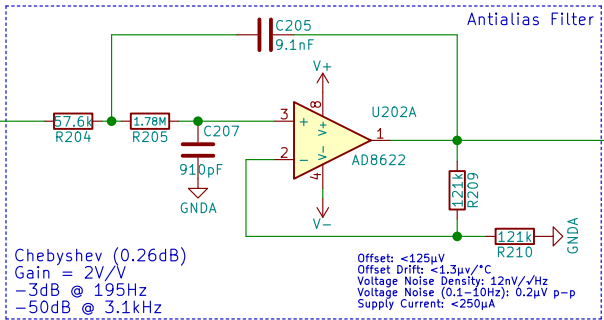 Antialias Filter
C205
9.1nF
V+
U202A
57.6k
R204
1.78M
R205
C207
910pF
GNDA
3
2
+
−
8
V+
V−
4
1
AD8622
V−
121k
R209
121k
R210
GNDA
Chebyshev (0.26dB)
Gain = 2V/V
−3dB @ 195Hz
−50dB @ 3.1kHz
Offset: <125µV
Offset Drift: <1.3µv/°C
Voltage Noise Density: 12nV/√Hz
Voltage Noise (0.1−10Hz): 0.2µV p−p
Supply Current: <250µA